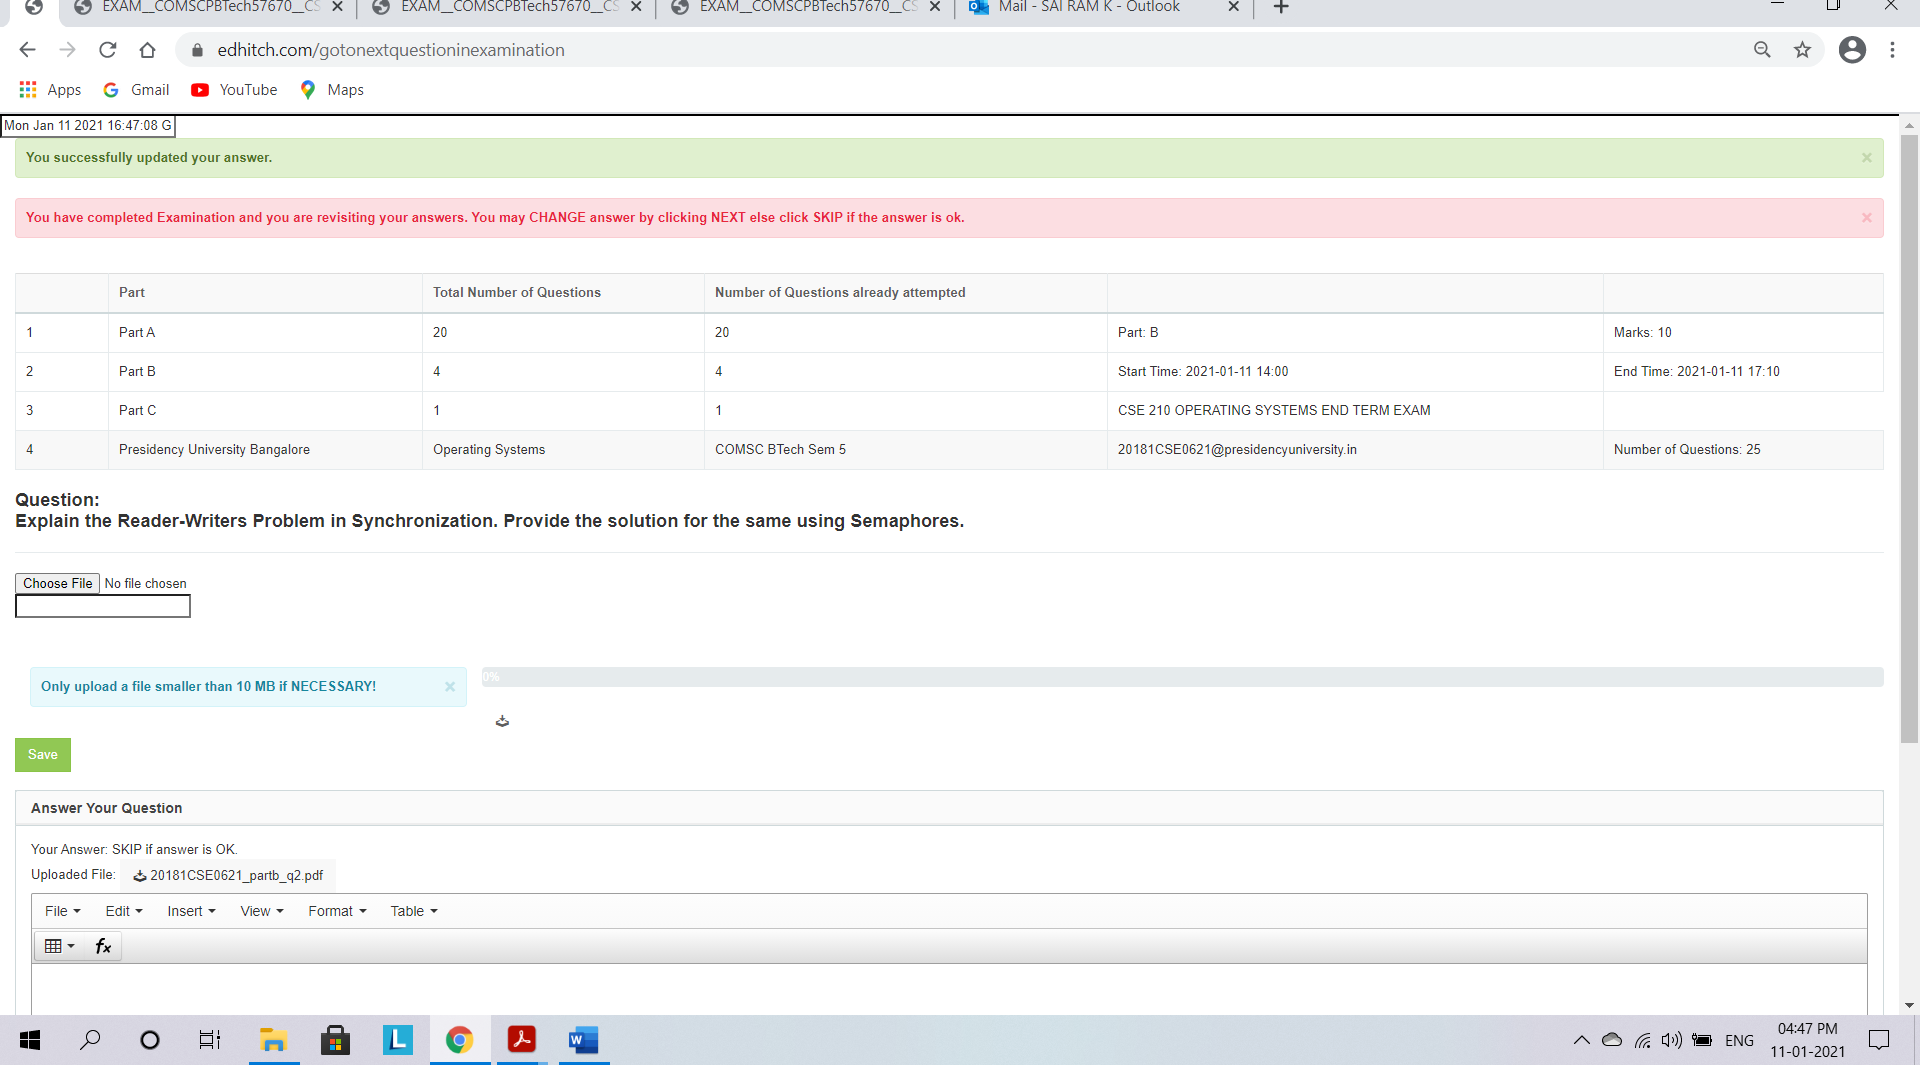 EXAM__COMSCPBTech57670__CS
EXAM__COMSCPBTech57670__CS
EXAM__COMSCPBTech57670__CS
Mail - SAI RAM K - Outlook
edhitch.com/gotonextquestioninexamination
Apps Gmail YouTube Maps
Mon Jan 11 2021 16:47:08 G
You successfully updated your answer.
You have completed Examination and you are revisiting your answers. You may CHANGE answer by clicking NEXT else click SKIP if the answer is ok.
Part Total Number of Questions Number of Questions already attempted
1 Part A 20 20 Part: B Marks: 10
2 Part B 4 4 Start Time: 2021-01-11 14:00 End Time: 2021-01-11 17:10
3 Part C 1 1 CSE 210 OPERATING SYSTEMS END TERM EXAM
4 Presidency University Bangalore Operating Systems COMSC BTech Sem 5 20181CSE0621@presidencyuniversity.in Number of Questions: 25
Question:
Explain the Reader-Writers Problem in Synchronization. Provide the solution for the same using Semaphores.
Choose File No file chosen
Only upload a file smaller than 10 MB if NECESSARY!
0%
Save
Answer Your Question
Your Answer: SKIP if answer is OK.
Uploaded File: 20181CSE0621_partb_q2.pdf
File Edit Insert View Format Table
fx
ENG
04:47 PM
11-01-2021